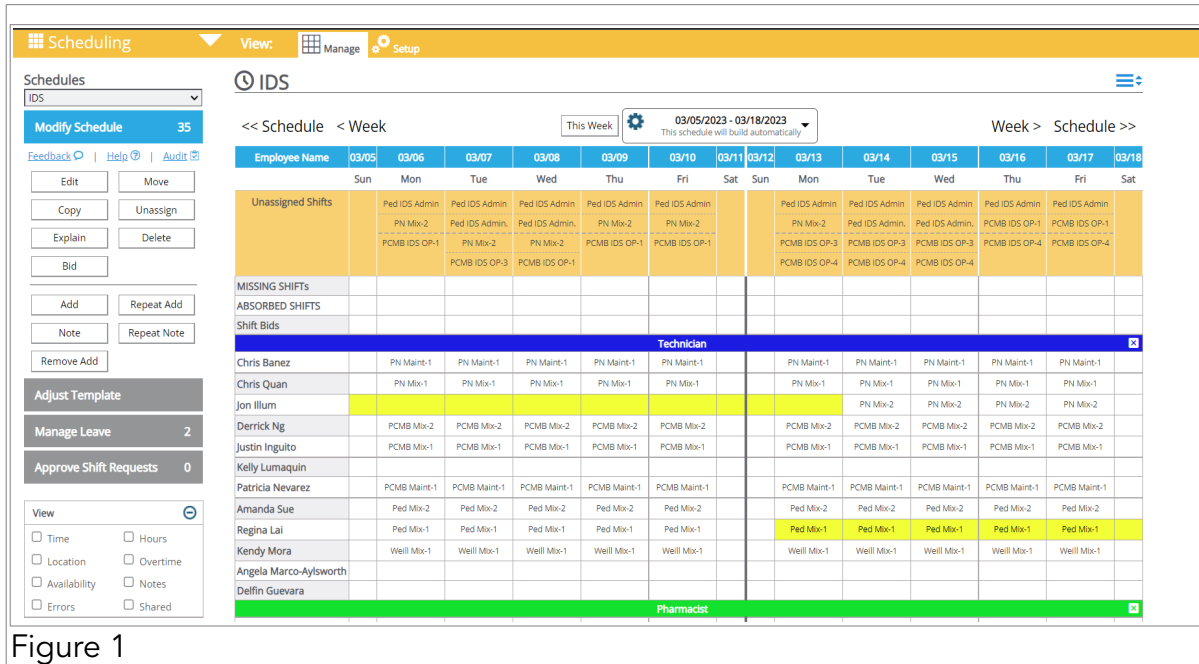 Scheduling View: Manage Setup
Schedules
IDS
Modify Schedule 35
Feedback | Help | Audit
Edit Move
Copy Unassign
Explain Delete
Bid
Add Repeat Add
Note Repeat Note
Remove Add
Adjust Template
Manage Leave 2
Approve Shift Requests 0
View
Time Hours
Location Overtime
Availability Notes
Errors Shared
IDS
<< Schedule < Week This Week 03/05/2023 - 03/18/2023 Week > Schedule >>
This schedule will build automatically
Employee Name 03/05 03/06 03/07 03/08 03/09 03/10 03/11 03/12 03/13 03/14 03/15 03/16 03/17 03/18
Sun Mon Tue Wed Thu Fri Sat Sun Mon Tue Wed Thu Fri Sat
Unassigned Shifts Ped IDS Admin Ped IDS Admin Ped IDS Admin Ped IDS Admin Ped IDS Admin Ped IDS Admin Ped IDS Admin Ped IDS Admin Ped IDS Admin Ped IDS Admin
PN Mix-2 Ped IDS Admin. Ped IDS Admin. PN Mix-2 PN Mix-2 PN Mix-2 Ped IDS Admin. Ped IDS Admin. PCMB IDS OP-1 PCMB IDS OP-1
PCMB IDS OP-1 PN Mix-2 PN Mix-2 PCMB IDS OP-1 PCMB IDS OP-1 PCMB IDS OP-3 PCMB IDS OP-3 PCMB IDS OP-3 PCMB IDS OP-4 PCMB IDS OP-4
PCMB IDS OP-3 PCMB IDS OP-1 PCMB IDS OP-4 PCMB IDS OP-4 PCMB IDS OP-4
MISSING SHIFTs
ABSORBED SHIFTS
Shift Bids
Technician
Chris Banez PN Maint-1 PN Maint-1 PN Maint-1 PN Maint-1 PN Maint-1 PN Maint-1 PN Maint-1 PN Maint-1 PN Maint-1 PN Maint-1
Chris Quan PN Mix-1 PN Mix-1 PN Mix-1 PN Mix-1 PN Mix-1 PN Mix-1 PN Mix-1 PN Mix-1 PN Mix-1 PN Mix-1
Jon Illum PN Mix-2 PN Mix-2 PN Mix-2 PN Mix-2
Derrick Ng PCMB Mix-2 PCMB Mix-2 PCMB Mix-2 PCMB Mix-2 PCMB Mix-2 PCMB Mix-2 PCMB Mix-2 PCMB Mix-2 PCMB Mix-2 PCMB Mix-2
Justin Inguito PCMB Mix-1 PCMB Mix-1 PCMB Mix-1 PCMB Mix-1 PCMB Mix-1 PCMB Mix-1 PCMB Mix-1 PCMB Mix-1 PCMB Mix-1 PCMB Mix-1
Kelly Lumaquin
Patricia Nevarez PCMB Maint-1 PCMB Maint-1 PCMB Maint-1 PCMB Maint-1 PCMB Maint-1 PCMB Maint-1 PCMB Maint-1 PCMB Maint-1 PCMB Maint-1 PCMB Maint-1
Amanda Sue Ped Mix-2 Ped Mix-2 Ped Mix-2 Ped Mix-2 Ped Mix-2 Ped Mix-2 Ped Mix-2 Ped Mix-2 Ped Mix-2 Ped Mix-2
Regina Lai Ped Mix-1 Ped Mix-1 Ped Mix-1 Ped Mix-1 Ped Mix-1 Ped Mix-1 Ped Mix-1 Ped Mix-1 Ped Mix-1 Ped Mix-1
Kendy Mora Weill Mix-1 Weill Mix-1 Weill Mix-1 Weill Mix-1 Weill Mix-1 Weill Mix-1 Weill Mix-1 Weill Mix-1 Weill Mix-1 Weill Mix-1
Angela Marco-Aylsworth
Delfin Guevara
Pharmacist
Figure 1